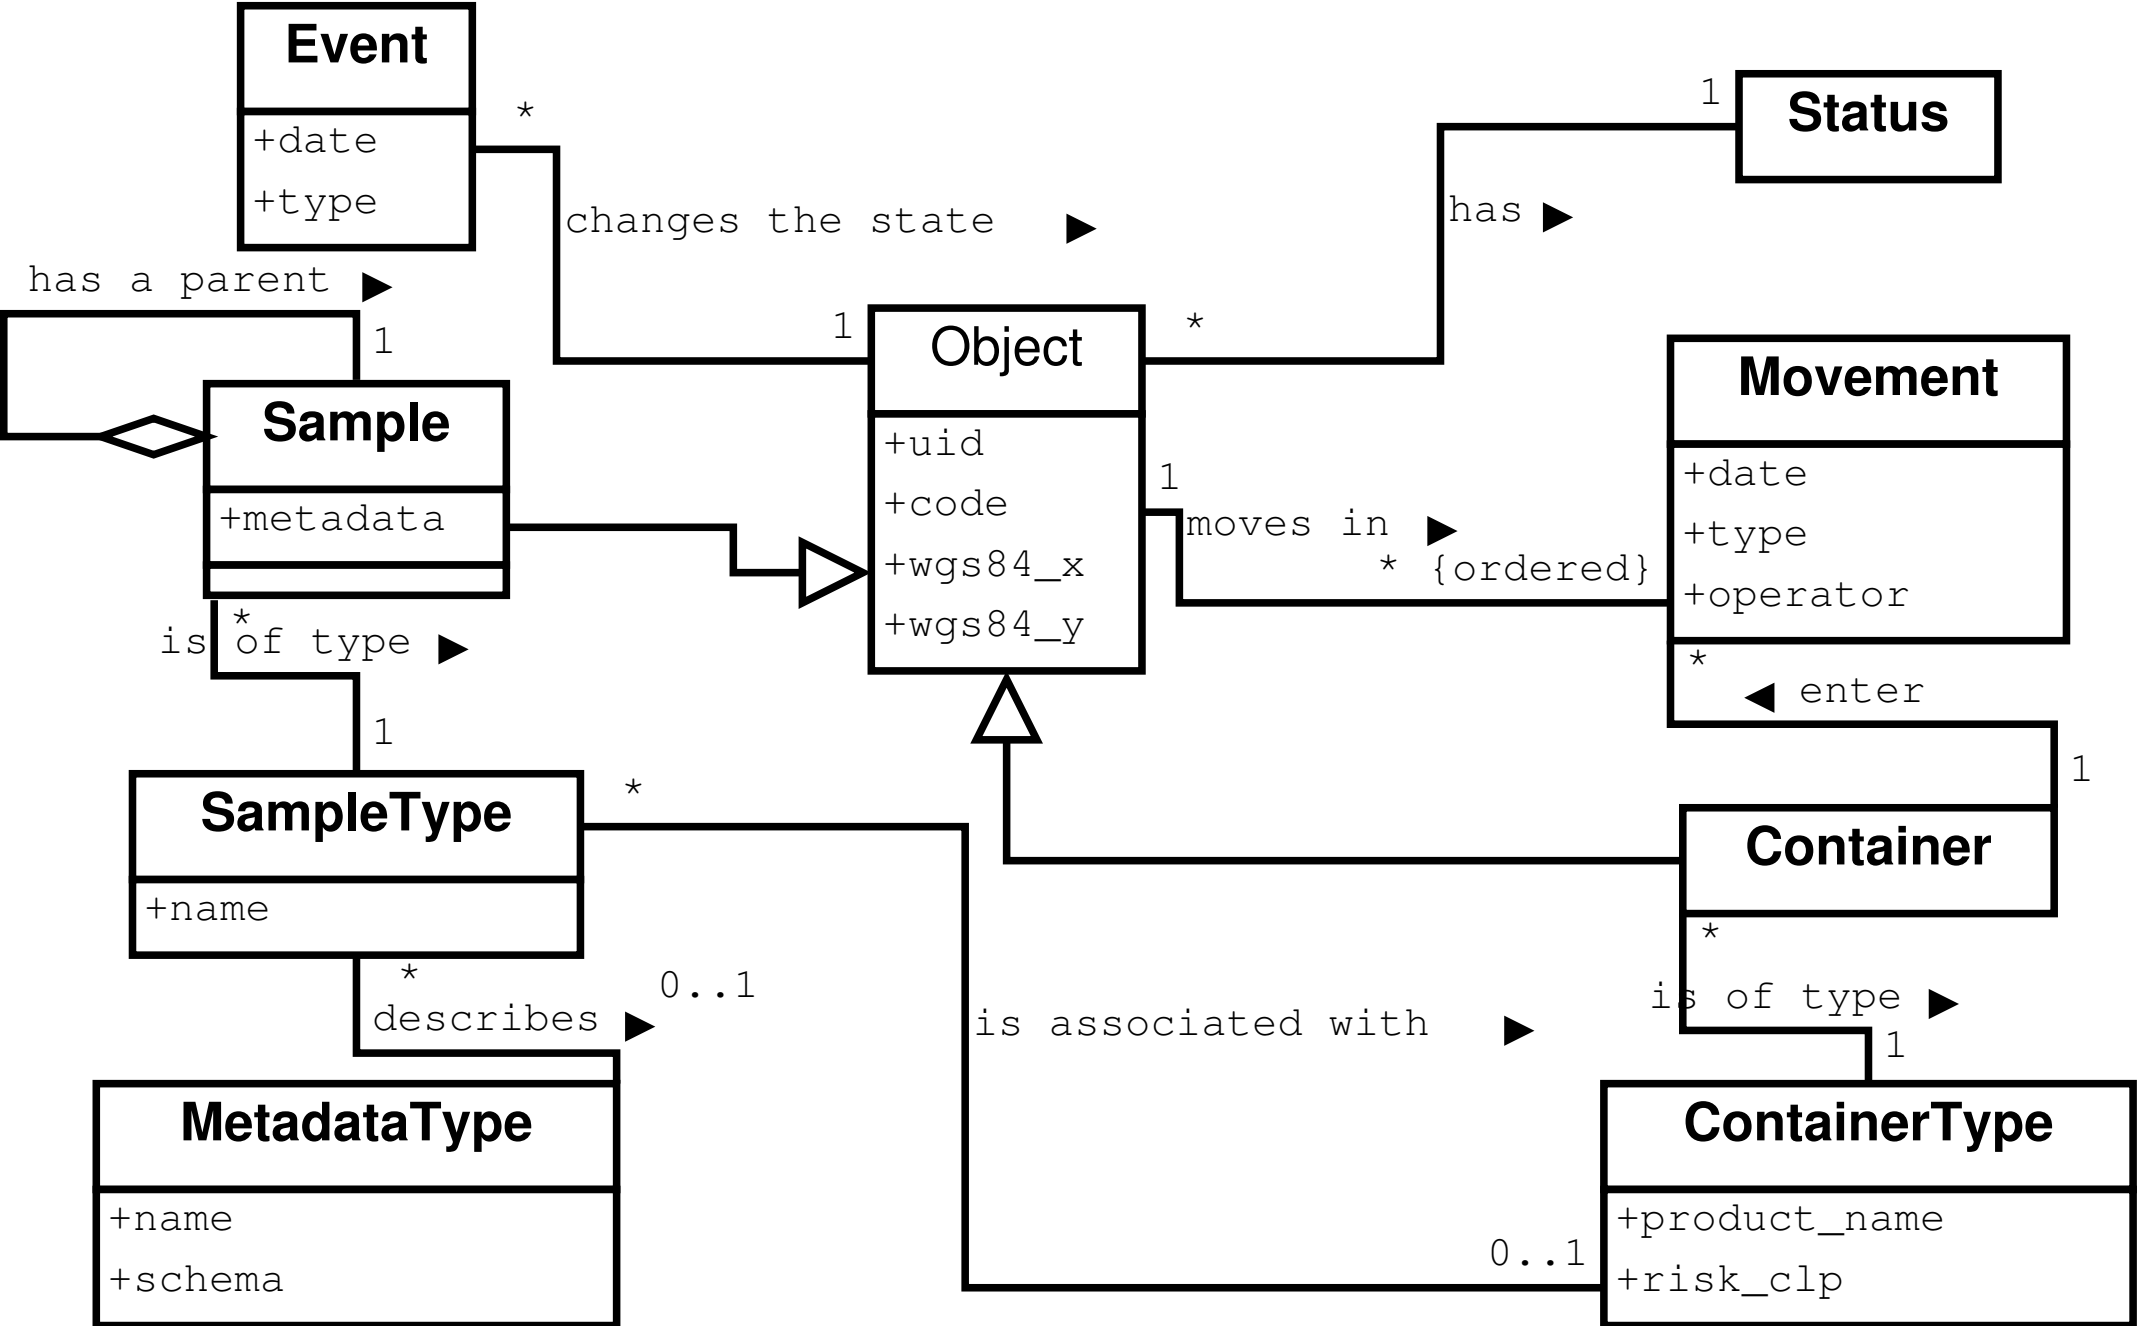 Event
+date
+type
*
changes the state ►
1
Status
1
has ►
*
has a parent ►
1
Sample
+metadata
Object
+uid
+code
+wgs84_x
+wgs84_y
Movement
+date
+type
+operator
1
moves in ►
* {ordered}
*
is of type ►
1
*
◄ enter
1
SampleType
+name
*
Container
*
describes ►
0..1
is associated with ►
0..1
*
is of type ►
1
MetadataType
+name
+schema
ContainerType
+product_name
+risk_clp